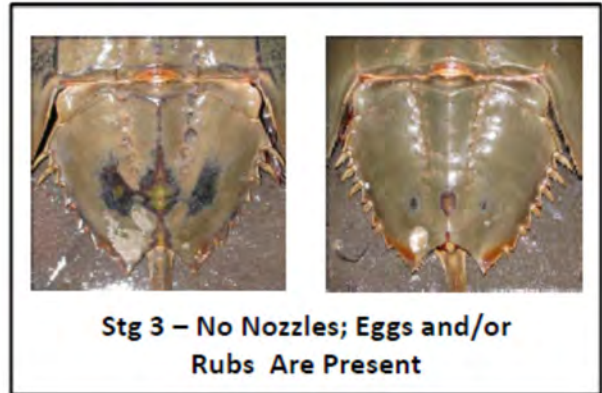 Stg 3 – No Nozzles; Eggs and/or
Rubs Are Present